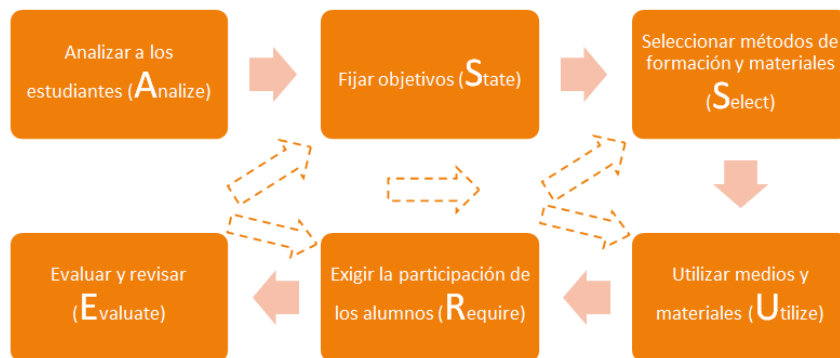 Analizar a los
estudiantes (Analize)
Fijar objetivos (State)
Seleccionar métodos de
formación y materiales
(Select)
Evaluar y revisar
(Evaluate)
Exigir la participación de
los alumnos (Require)
Utilizar medios y
materiales (Utilize)